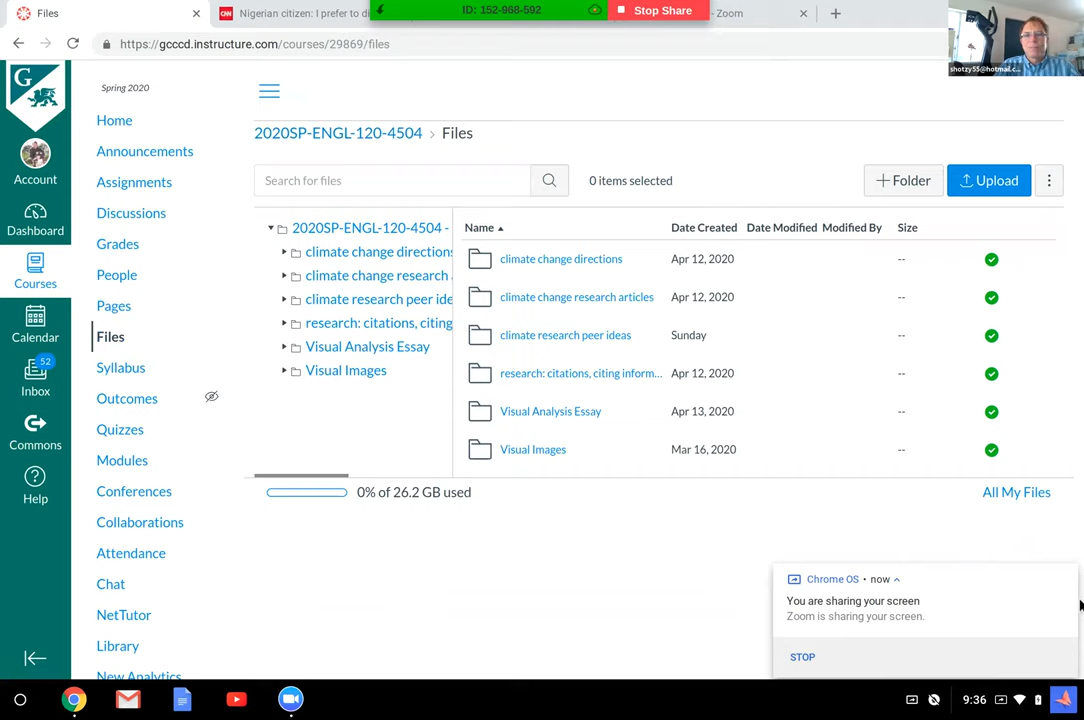 Files
Nigerian citizen: I prefer to di
ID: 152-968-592
Stop Share
- Zoom
https://gcccd.instructure.com/courses/29869/files
shotzy55@hotmail.c...
G
Account
Dashboard
Courses
Calendar
52
Inbox
Commons
Help
Spring 2020
Home
Announcements
Assignments
Discussions
Grades
People
Pages
Files
Syllabus
Outcomes
Quizzes
Modules
Conferences
Collaborations
Attendance
Chat
NetTutor
Library
New Analytics
2020SP-ENGL-120-4504 › Files
Search for files
0 items selected
+ Folder
Upload
2020SP-ENGL-120-4504 -
climate change directions
climate change research
climate research peer ide
research: citations, citing
Visual Analysis Essay
Visual Images
Name Date Created Date Modified Modified By Size
climate change directions Apr 12, 2020 --
climate change research articles Apr 12, 2020 --
climate research peer ideas Sunday --
research: citations, citing inform... Apr 12, 2020 --
Visual Analysis Essay Apr 13, 2020 --
Visual Images Mar 16, 2020 --
0% of 26.2 GB used
All My Files
Chrome OS • now
You are sharing your screen
Zoom is sharing your screen.
STOP
9:36